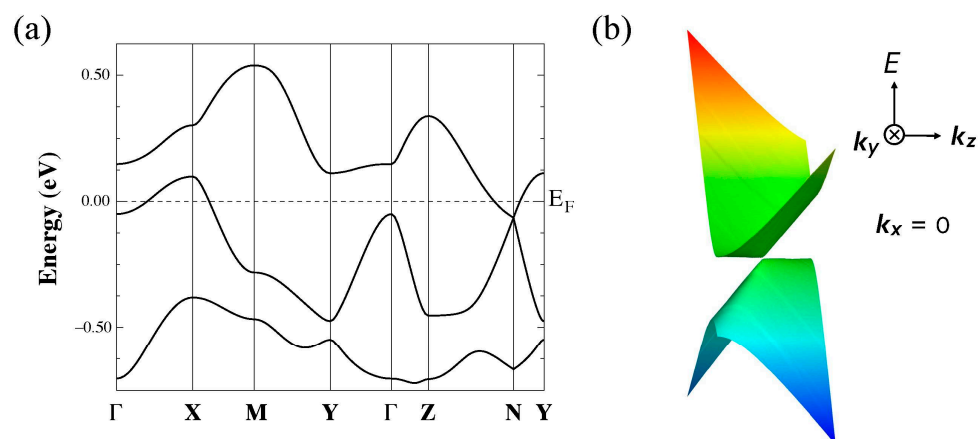 (a)
0.50
0.00
−0.50
Energy (eV)
E_F
Γ X M Y Γ Z N Y
(b)
E
k_y k_z
k_x = 0